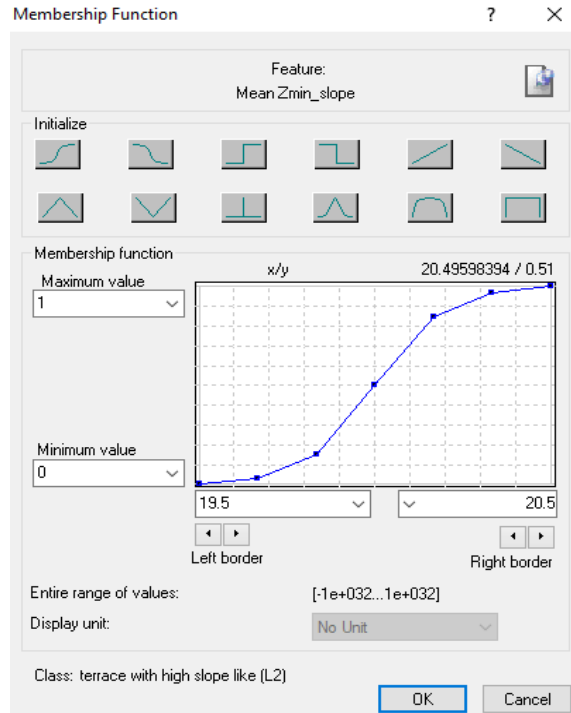 Membership Function ? ×
Feature:
Mean Zmin_slope
Initialize
Membership function
x/y 20.49598394 / 0.51
Maximum value
1
Minimum value
0
19.5 20.5
Left border Right border
Entire range of values: [-1e+032...1e+032]
Display unit: No Unit
Class: terrace with high slope like (L2)
OK Cancel